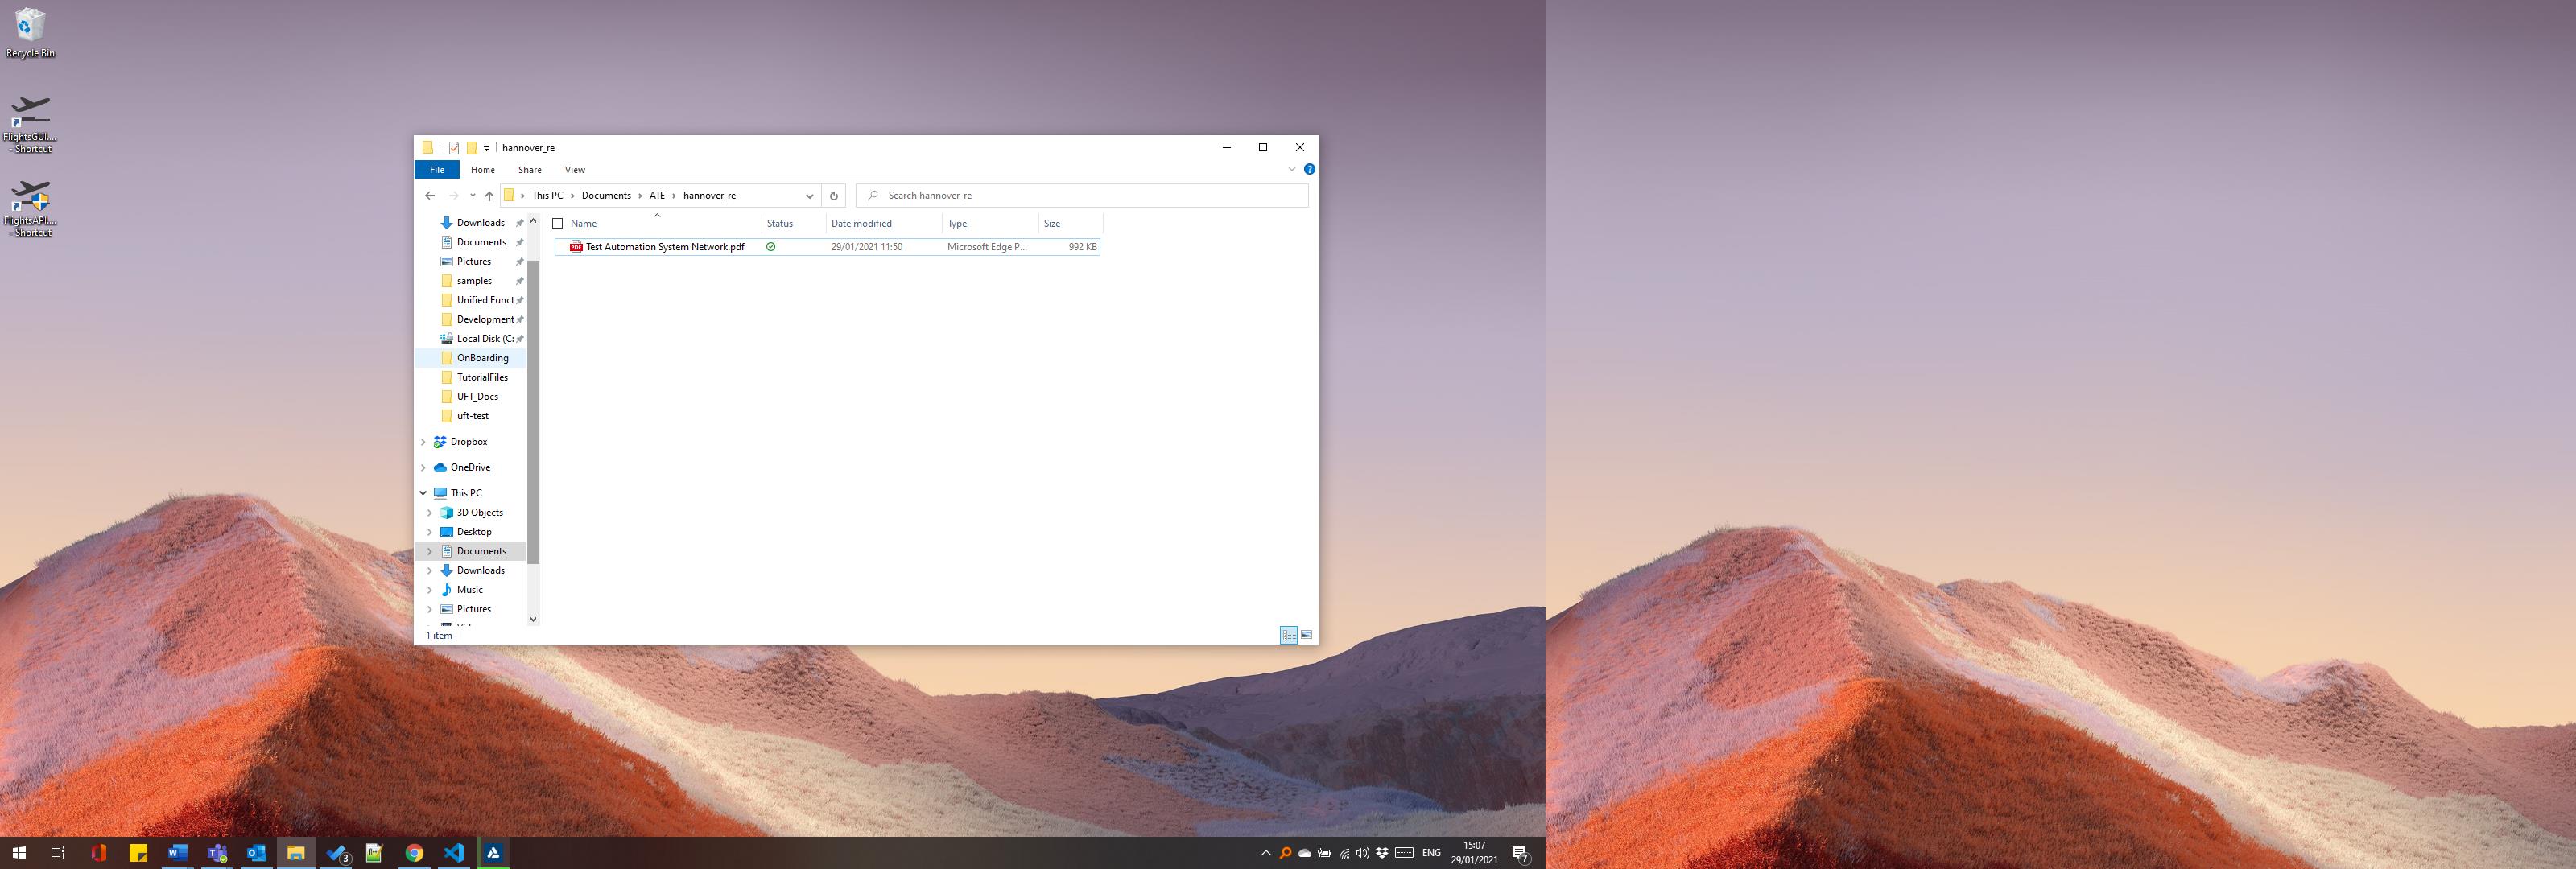 Recycle Bin
FlightsGUI....
- Shortcut
FlightsAPI....
- Shortcut
hannover_re
File Home Share View
This PC > Documents > ATE > hannover_re
Search hannover_re
Name Status Date modified Type Size
Test Automation System Network.pdf 29/01/2021 11:50 Microsoft Edge P... 992 KB
Downloads
Documents
Pictures
samples
Unified Funct
Development
Local Disk (C:
OnBoarding
TutorialFiles
UFT_Docs
uft-test
Dropbox
OneDrive
This PC
3D Objects
Desktop
Documents
Downloads
Music
Pictures
1 item
3
ENG
15:07
29/01/2021
7